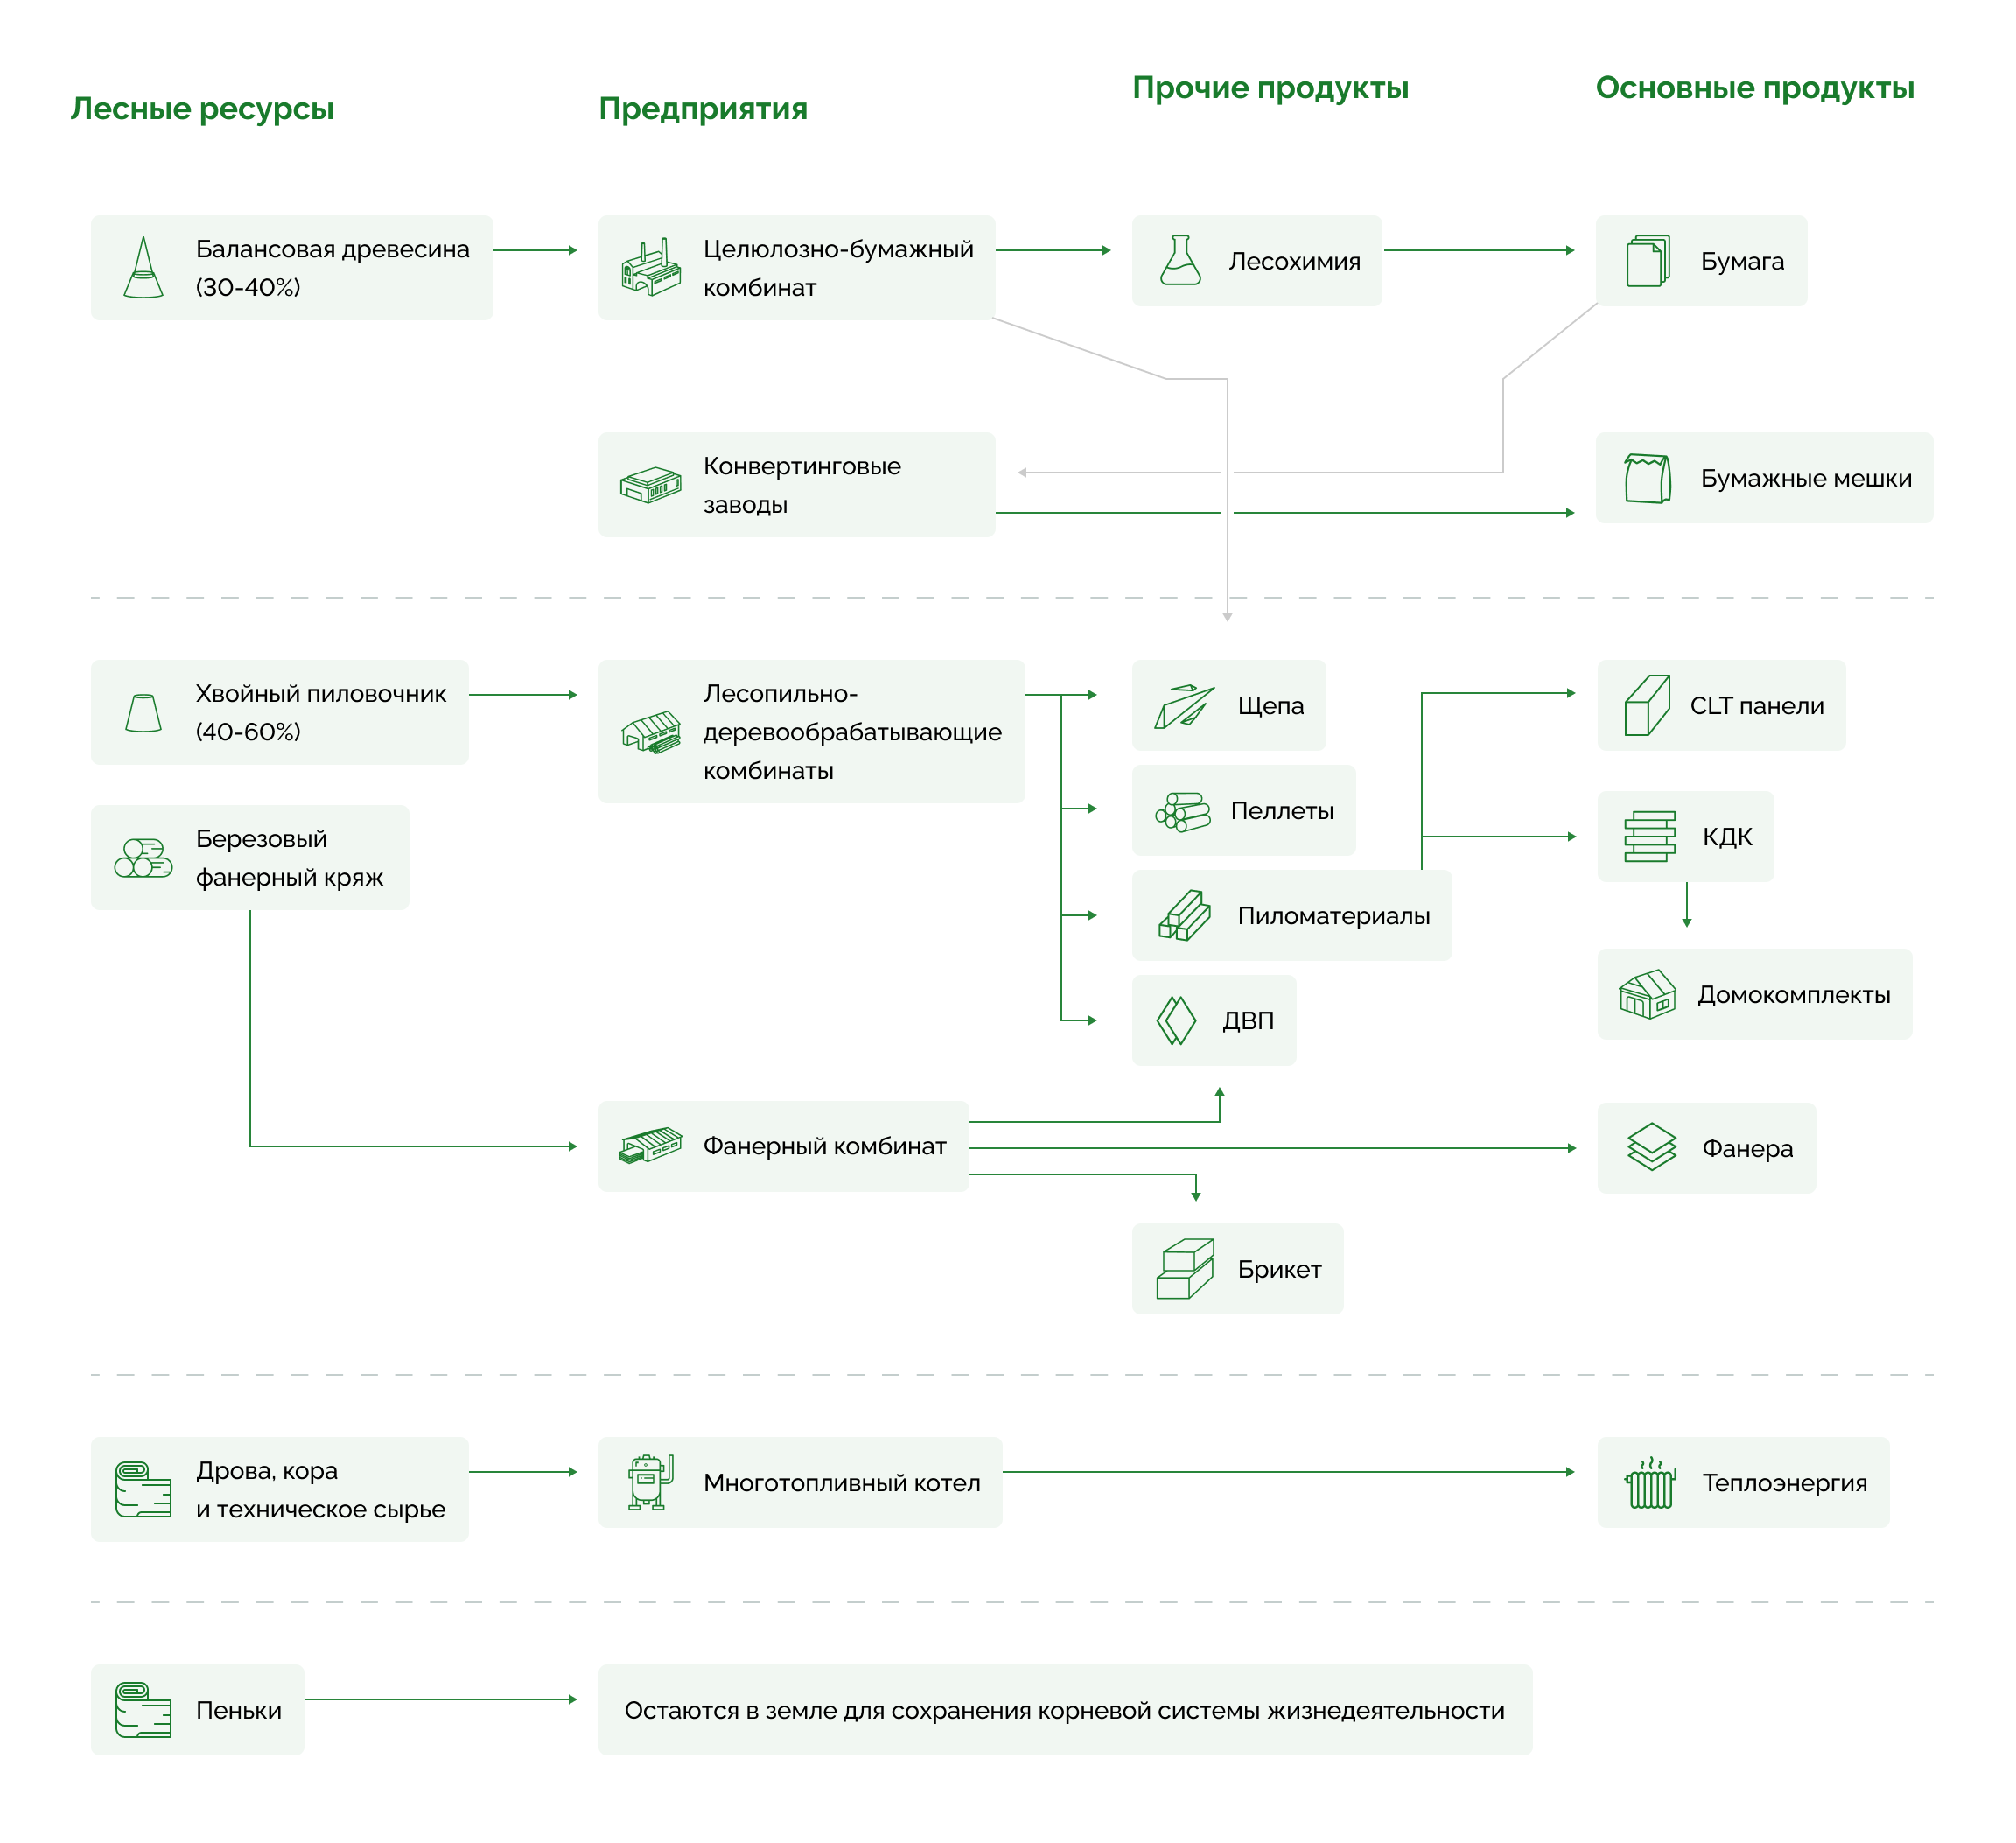 Лесные ресурсы
Предприятия
Прочие продукты
Основные продукты
Балансовая древесина
(30-40%)
Целюлозно-бумажный
комбинат
Лесохимия
Бумага
Конвертинговые
заводы
Бумажные мешки
Хвойный пиловочник
(40-60%)
Лесопильно-
деревообрабатывающие
комбинаты
Щепа
CLT панели
Березовый
фанерный кряж
Пеллеты
КДК
Пиломатериалы
Домокомплекты
ДВП
Фанерный комбинат
Фанера
Брикет
Дрова, кора
и техническое сырье
Многотопливный котел
Теплоэнергия
Пеньки
Остаются в земле для сохранения корневой системы жизнедеятельности